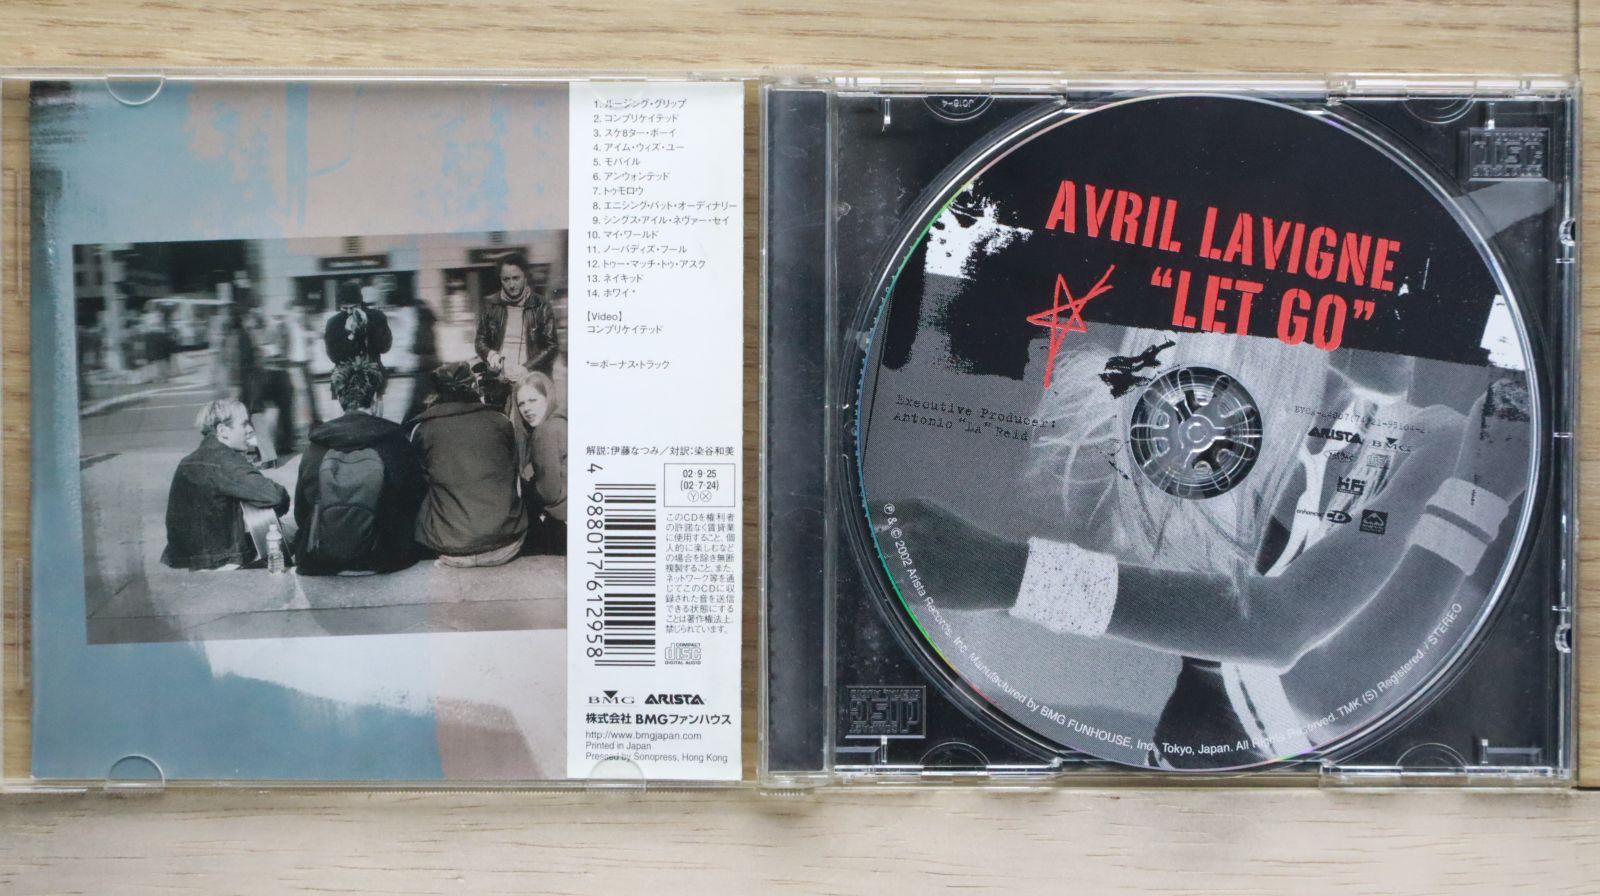 1. ルージング・グリップ
2. コンプリケイテッド
3. スケ8ター・ボーイ
4. アイム・ウィズ・ユー
5. モバイル
6. アンウォンテッド
7. トゥモロウ
8. エニシング・バット・オーディナリー
9. シングス・アイル・ネヴァー・セイ
10. マイ・ワールド
11. ノーバディズ・フール
12. トゥー・マッチ・トゥ・アスク
13. ネイキッド
14. ホワイ*
【Video】
コンプリケイテッド
*=ボーナス・トラック
解説:伊藤なつみ/対訳:染谷和美
4 988017 612958
02・9・25
(02・7・24)
Ⓨ Ⓧ
このCDを権利者
の許諾なく賃貸業
に使用すること、個
人的に楽しむなど
の場合を除き無断
複製すること、また、
ネットワーク等を通
じてこのCDに収
録された音を送信
できる状態にする
ことは著作権法上、
禁じられています。
COMPACT
disc
DIGITAL AUDIO
BMG ARISTA
株式会社 BMGファンハウス
http://www.bmgjapan.com
Printed in Japan
Pressed by Sonopress, Hong Kong
AVRIL LAVIGNE
“LET GO”
Executive Producer:
Antonio "LA" Reid
ARISTA BMG
enhanced CD
Ⓟ & © 2002 Arista Records, Inc. Manufactured by BMG FUNHOUSE, Inc., Tokyo, Japan. All Rights Reserved. TMK (S) Registered. / STEREO